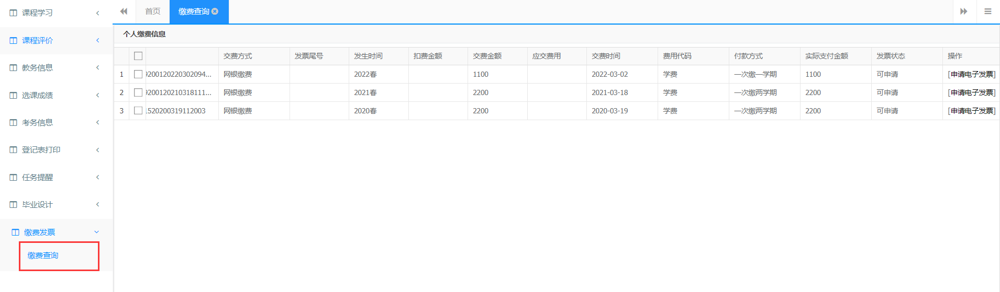 课程学习
课程评价
教务信息
选课成绩
考务信息
登记表打印
任务提醒
毕业设计
缴费发票
缴费查询
首页 缴费查询
个人缴费信息
交费方式 发票尾号 发生时间 扣费金额 交费金额 应交费用 交费时间 费用代码 付款方式 实际支付金额 发票状态 操作
1 9200120220302094... 网银缴费 2022春 1100 2022-03-02 学费 一次缴一学期 1100 可申请 [申请电子发票]
2 9200120210318111... 网银缴费 2021春 2200 2021-03-18 学费 一次缴两学期 2200 可申请 [申请电子发票]
3 1520200319112003 网银缴费 2020春 2200 2020-03-19 学费 一次缴两学期 2200 可申请 [申请电子发票]